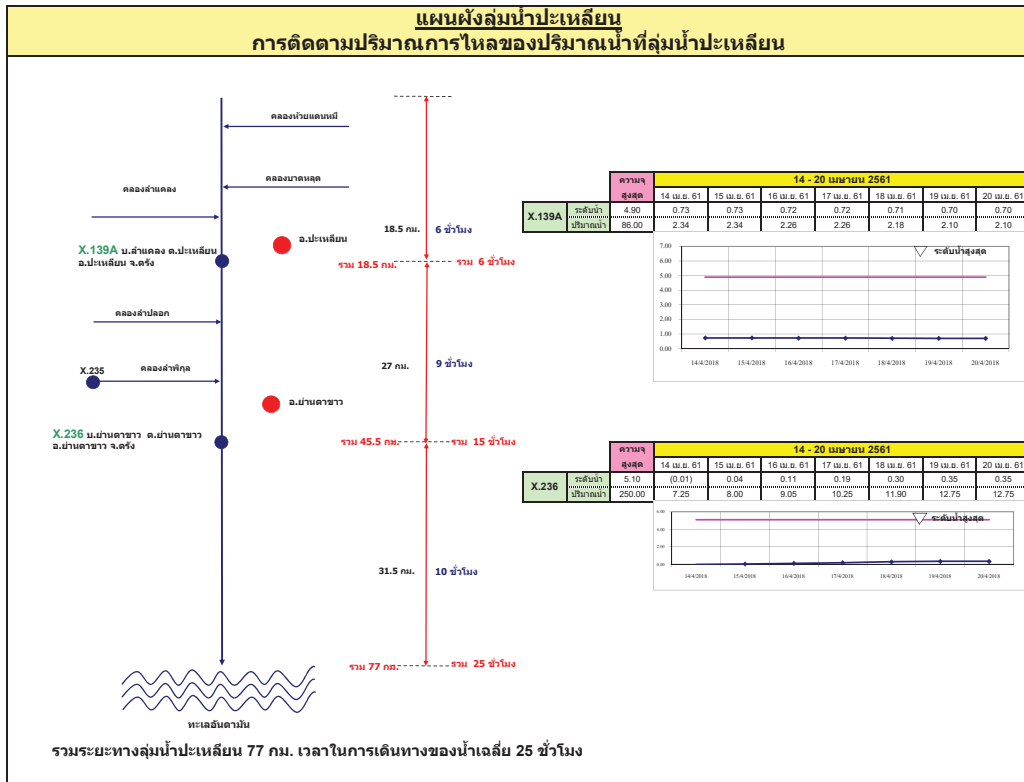 แผนผังลุ่มน้ำปะเหลียน
การติดตามปริมาณการไหลของปริมาณน้ำที่ลุ่มน้ำปะเหลียน
คลองห้วยแดนหมี
คลองบาดหลุด
คลองลำแคลง
18.5 กม. 6 ชั่วโมง
อ.ปะเหลียน
X.139A บ.ลำแคลง ต.ปะเหลียน
อ.ปะเหลียน จ.ตรัง
รวม 18.5 กม. รวม 6 ชั่วโมง
คลองลำปลอก
X.235 คลองลำพิกุล
27 กม. 9 ชั่วโมง
อ.ย่านตาขาว
X.236 บ.ย่านตาขาว ต.ย่านตาขาว
อ.ย่านตาขาว จ.ตรัง
รวม 45.5 กม. รวม 15 ชั่วโมง
31.5 กม. 10 ชั่วโมง
รวม 77 กม. รวม 25 ชั่วโมง
ทะเลอันดามัน
ความจุ 14 - 20 เมษายน 2561
สูงสุด 14 เม.ย. 61 15 เม.ย. 61 16 เม.ย. 61 17 เม.ย. 61 18 เม.ย. 61 19 เม.ย. 61 20 เม.ย. 61
X.139A
ระดับน้ำ 4.90 0.73 0.73 0.72 0.72 0.71 0.70 0.70
ปริมาณน้ำ 86.00 2.34 2.34 2.26 2.26 2.18 2.10 2.10
ระดับน้ำสูงสุด
7.00
6.00
5.00
4.00
3.00
2.00
1.00
0.00
14/4/2018 15/4/2018 16/4/2018 17/4/2018 18/4/2018 19/4/2018 20/4/2018
ความจุ 14 - 20 เมษายน 2561
สูงสุด 14 เม.ย. 61 15 เม.ย. 61 16 เม.ย. 61 17 เม.ย. 61 18 เม.ย. 61 19 เม.ย. 61 20 เม.ย. 61
X.236
ระดับน้ำ 5.10 (0.01) 0.04 0.11 0.19 0.30 0.35 0.35
ปริมาณน้ำ 250.00 7.25 8.00 9.05 10.25 11.90 12.75 12.75
ระดับน้ำสูงสุด
6.00
4.00
2.00
0.00
14/4/2018 15/4/2018 16/4/2018 17/4/2018 18/4/2018 19/4/2018 20/4/2018
รวมระยะทางลุ่มน้ำปะเหลียน 77 กม. เวลาในการเดินทางของน้ำเฉลี่ย 25 ชั่วโมง